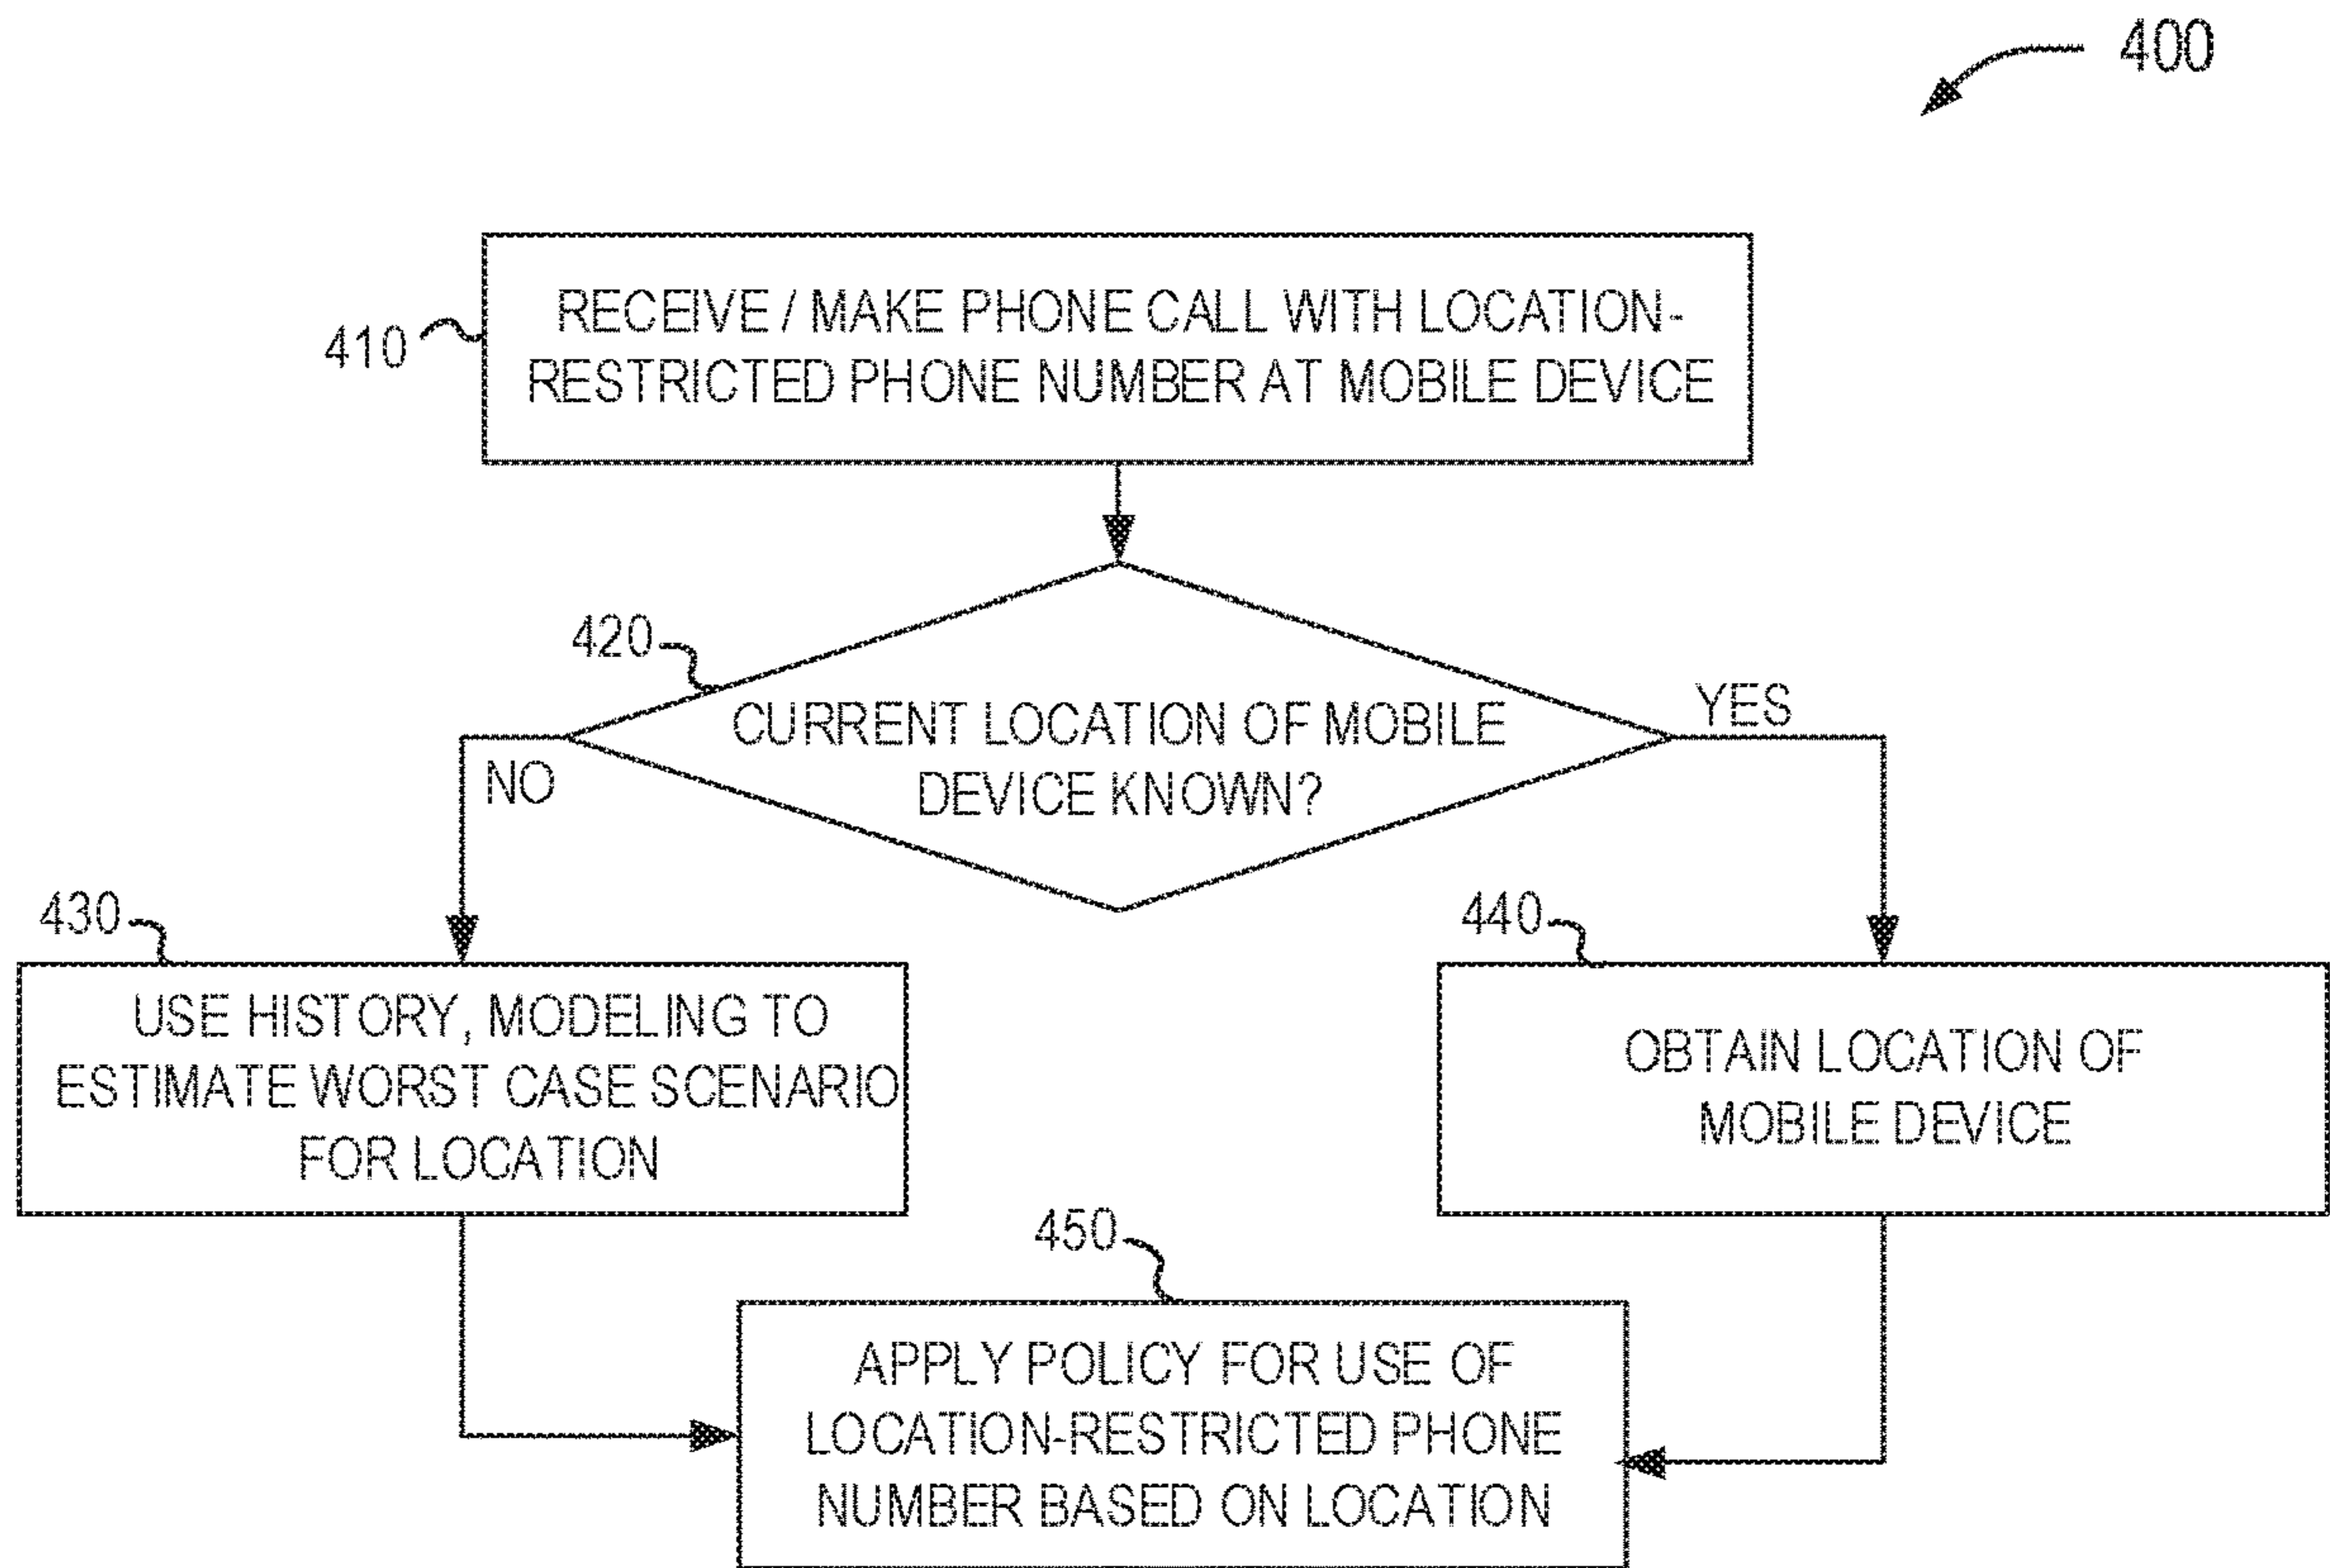 400
410
RECEIVE / MAKE PHONE CALL WITH LOCATION-
RESTRICTED PHONE NUMBER AT MOBILE DEVICE
420
CURRENT LOCATION OF MOBILE
DEVICE KNOWN?
YES
NO
430
USE HISTORY, MODELING TO
ESTIMATE WORST CASE SCENARIO
FOR LOCATION
440
OBTAIN LOCATION OF
MOBILE DEVICE
450
APPLY POLICY FOR USE OF
LOCATION-RESTRICTED PHONE
NUMBER BASED ON LOCATION